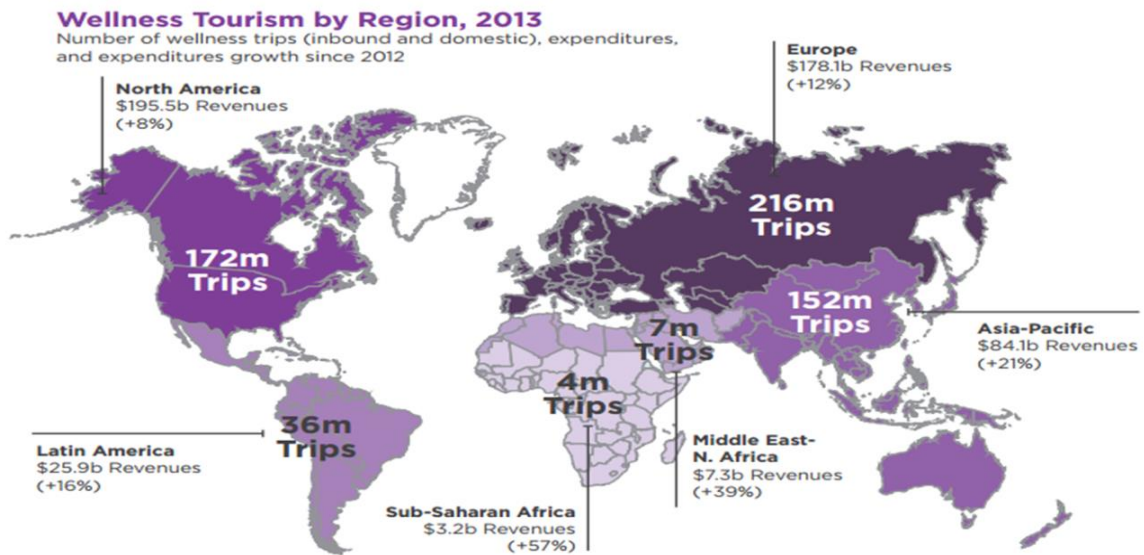 Wellness Tourism by Region, 2013
Number of wellness trips (inbound and domestic), expenditures,
and expenditures growth since 2012
North America
$195.5b Revenues
(+8%)
Europe
$178.1b Revenues
(+12%)
172m
Trips
216m
Trips
152m
Trips
Asia-Pacific
$84.1b Revenues
(+21%)
7m
Trips
4m
Trips
36m
Trips
Latin America
$25.9b Revenues
(+16%)
Middle East-
N. Africa
$7.3b Revenues
(+39%)
Sub-Saharan Africa
$3.2b Revenues
(+57%)